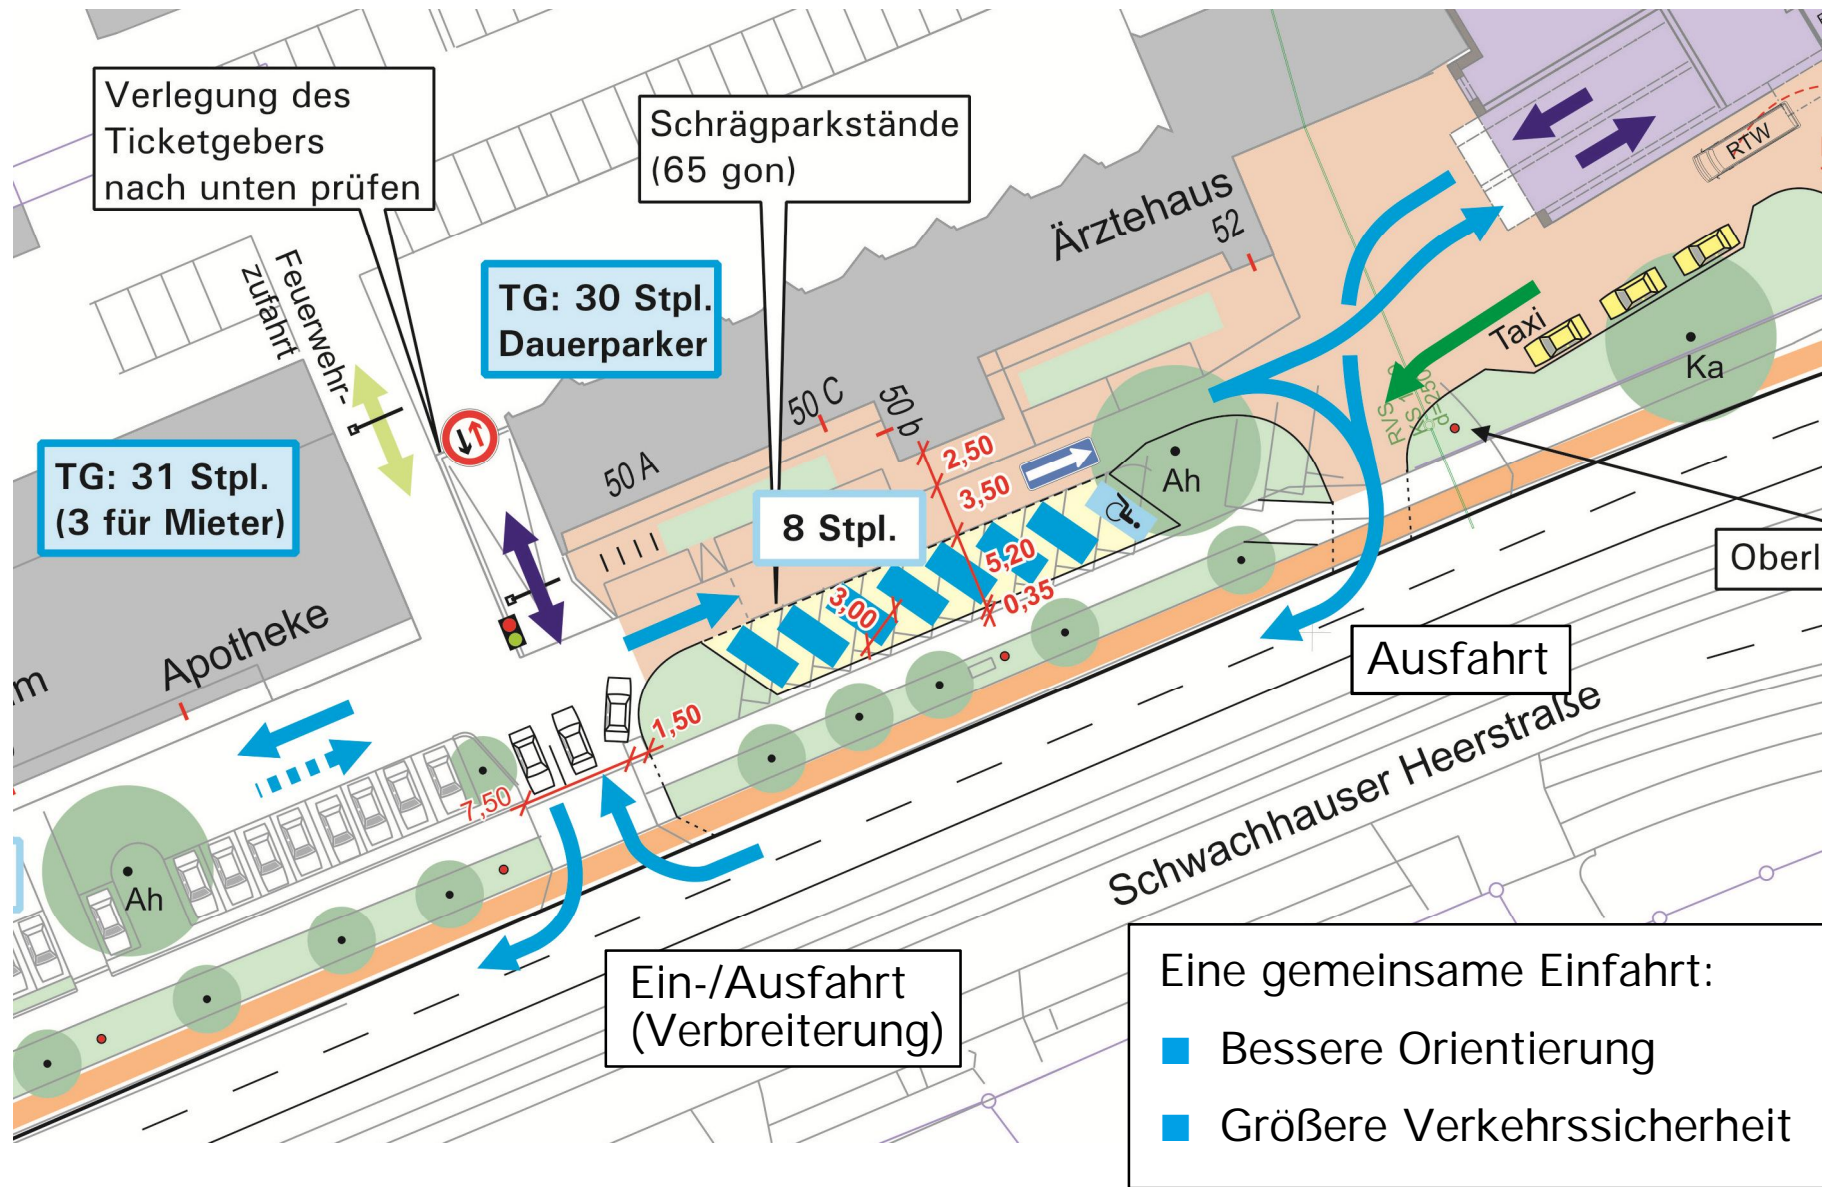 Verlegung des
Ticketgebers
nach unten prüfen
Schrägparkstände
(65 gon)
Feuerwehr-
zufahrt
TG: 30 Stpl.
Dauerparker
TG: 31 Stpl.
(3 für Mieter)
Ärztehaus
52
RTW
Taxi
Ka
50 A
50 C
50 b
2,50
3,50
5,20
0,35
3,00
8 Stpl.
Ah
RVS
d=250
Oberl
Apotheke
m
1,50
7,50
Ah
Ausfahrt
Schwachhauser Heerstraße
Ein-/Ausfahrt
(Verbreiterung)
Eine gemeinsame Einfahrt:
Bessere Orientierung
Größere Verkehrssicherheit